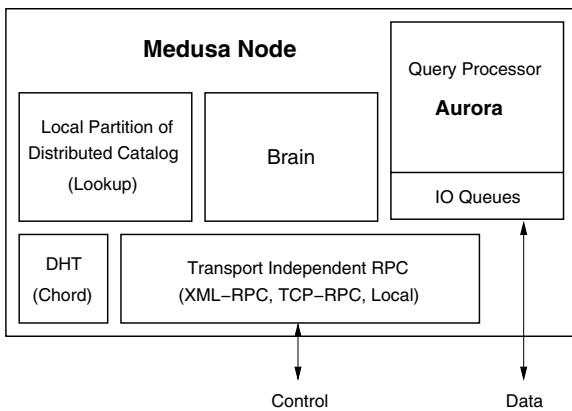 Medusa Node
Query Processor
Aurora
IO Queues
Local Partition of
Distributed Catalog
(Lookup)
Brain
DHT
(Chord)
Transport Independent RPC
(XML−RPC, TCP−RPC, Local)
Control
Data